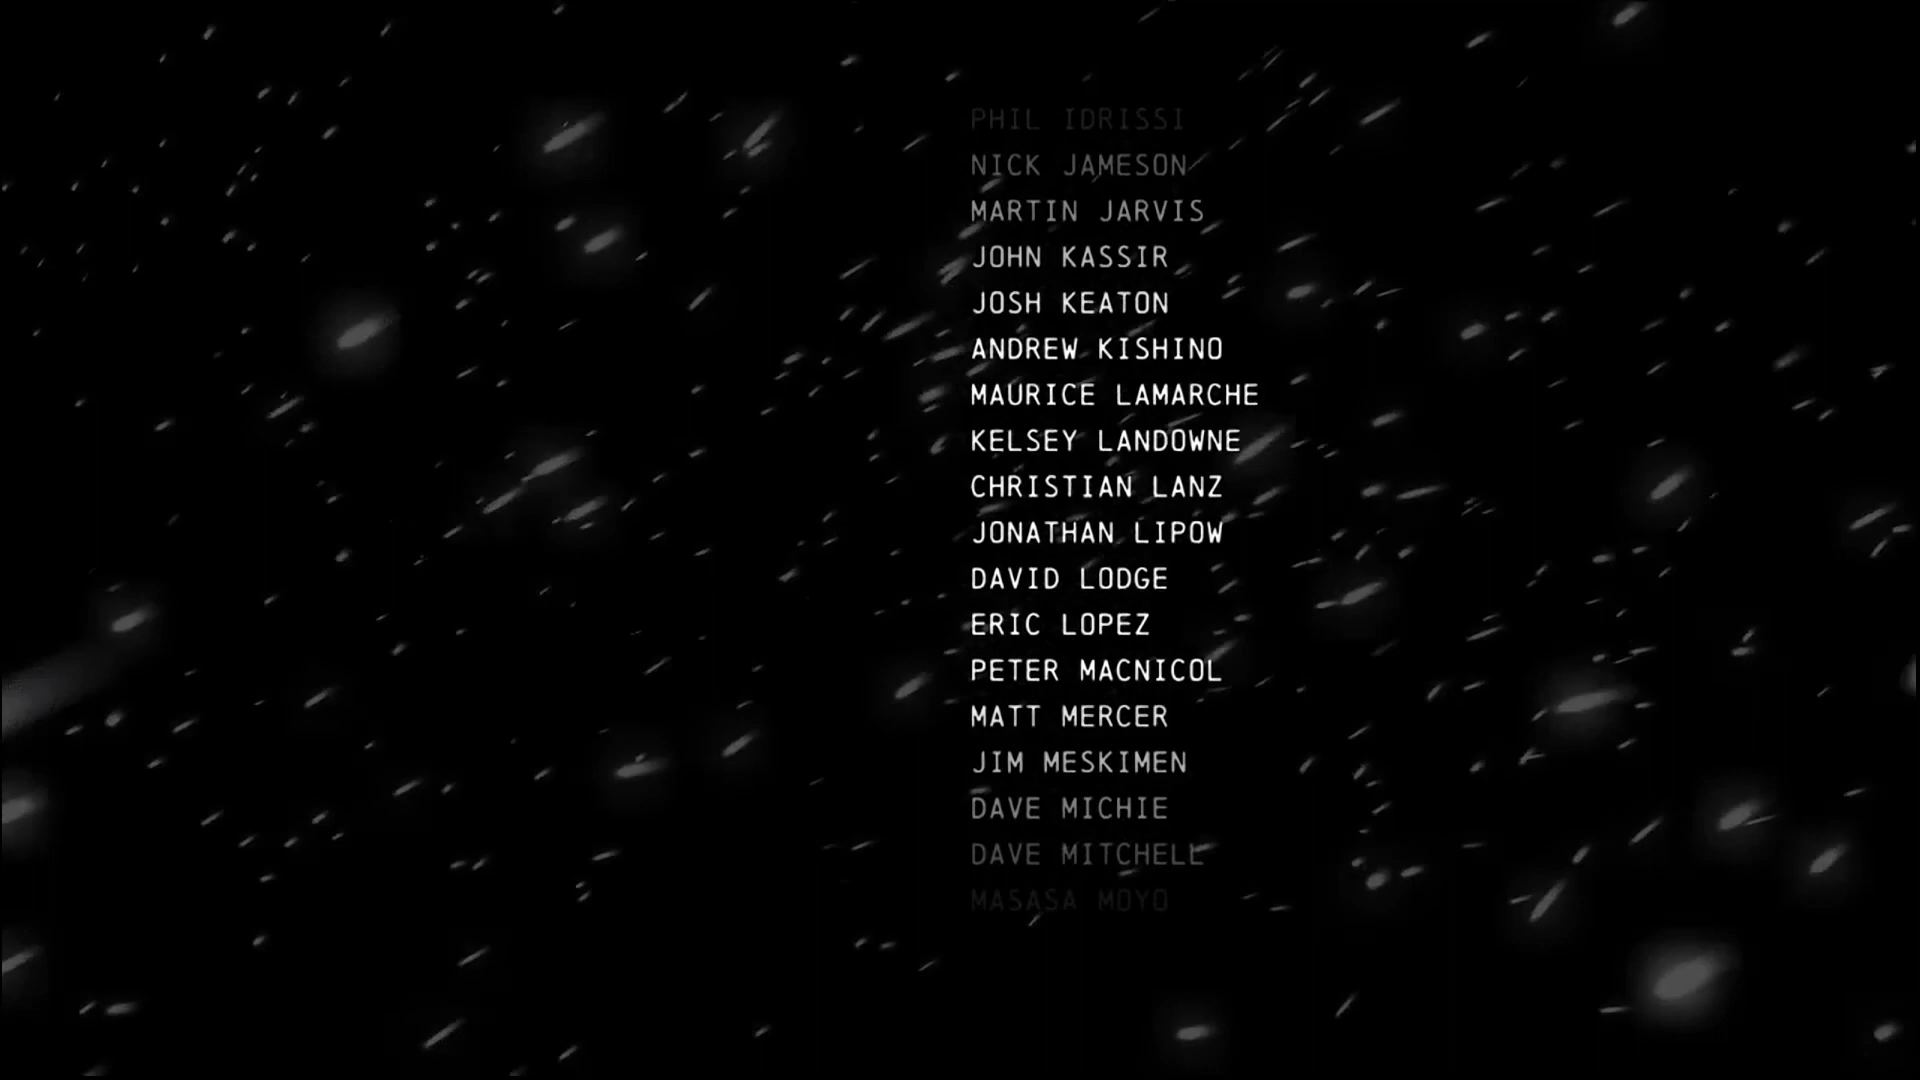 PHIL IDRISSI
NICK JAMESON
MARTIN JARVIS
JOHN KASSIR
JOSH KEATON
ANDREW KISHINO
MAURICE LAMARCHE
KELSEY LANDOWNE
CHRISTIAN LANZ
JONATHAN LIPOW
DAVID LODGE
ERIC LOPEZ
PETER MACNICOL
MATT MERCER
JIM MESKIMEN
DAVE MICHIE
DAVE MITCHELL
MASASA MOYO